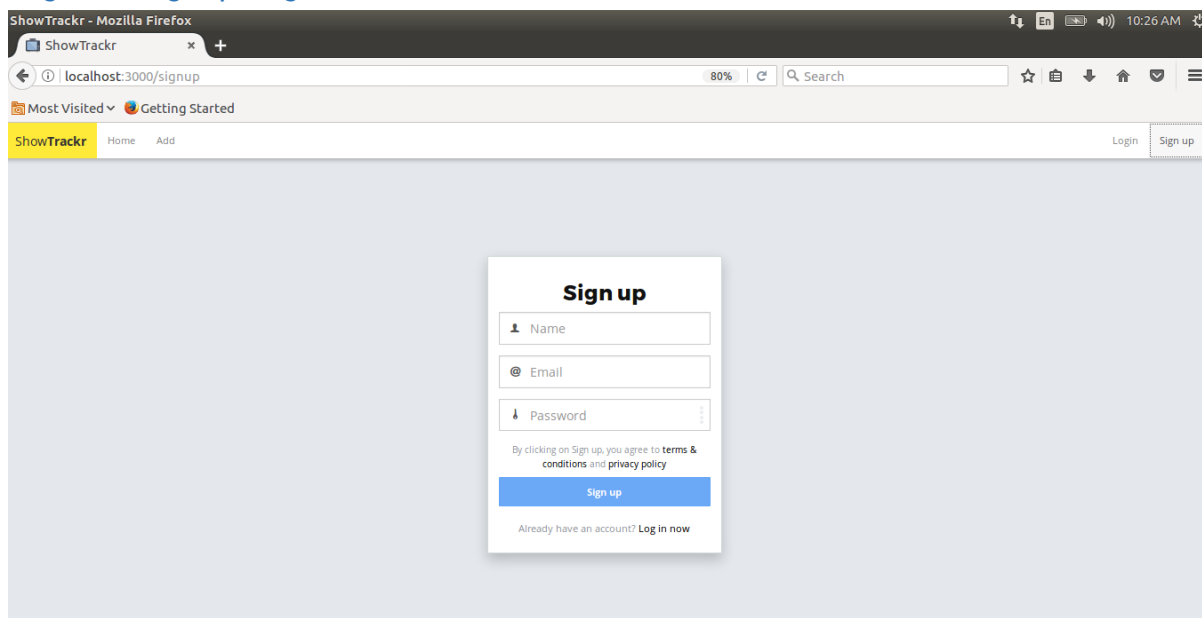 ShowTrackr - Mozilla Firefox
En 10:26 AM
ShowTrackr × +
localhost:3000/signup 80% Search
Most Visited Getting Started
ShowTrackr Home Add Login Sign up
Sign up
Name
@ Email
Password
By clicking on Sign up, you agree to terms &
conditions and privacy policy
Sign up
Already have an account? Log in now